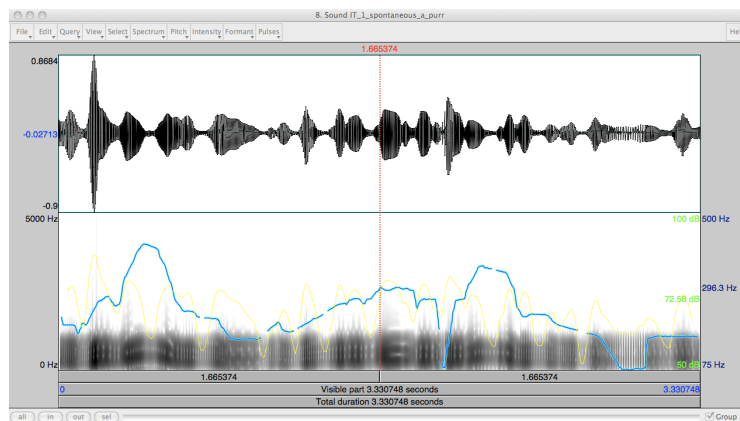 8. Sound IT_1_spontaneous_a_purr
File Edit Query View Select Spectrum Pitch Intensity Formant Pulses He
1.665374
0.8684
-0.02713
-0.9
5000 Hz 100 dB 500 Hz
72.58 dB 296.3 Hz
0 Hz 50 dB 75 Hz
1.665374 1.665374
0 Visible part 3.330748 seconds 3.330748
Total duration 3.330748 seconds
all in out sel Group